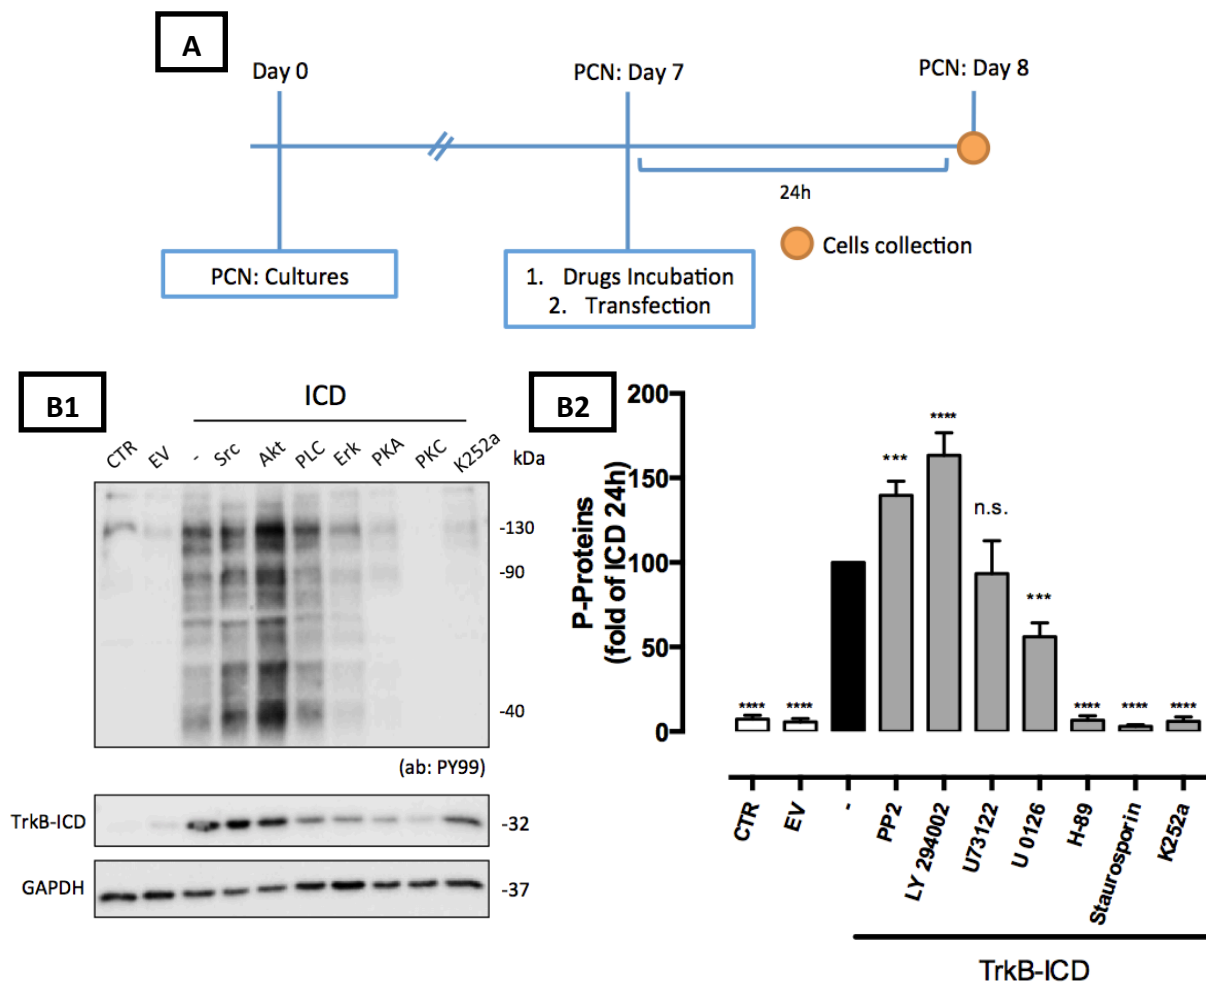 A
Day 0
PCN: Day 7
PCN: Day 8
24h
Cells collection
PCN: Cultures
1. Drugs Incubation
2. Transfection
B1
ICD
CTR EV - Src Akt PLC Erk PKA PKC K252a kDa
-130
-90
-40
(ab: PY99)
TrkB-ICD -32
GAPDH -37
B2
P-Proteins
(fold of ICD 24h)
200
150
100
50
0
**** **** *** **** n.s. *** **** **** ****
CTR EV - PP2 LY 294002 U73122 U 0126 H-89 Staurosporin K252a
TrkB-ICD